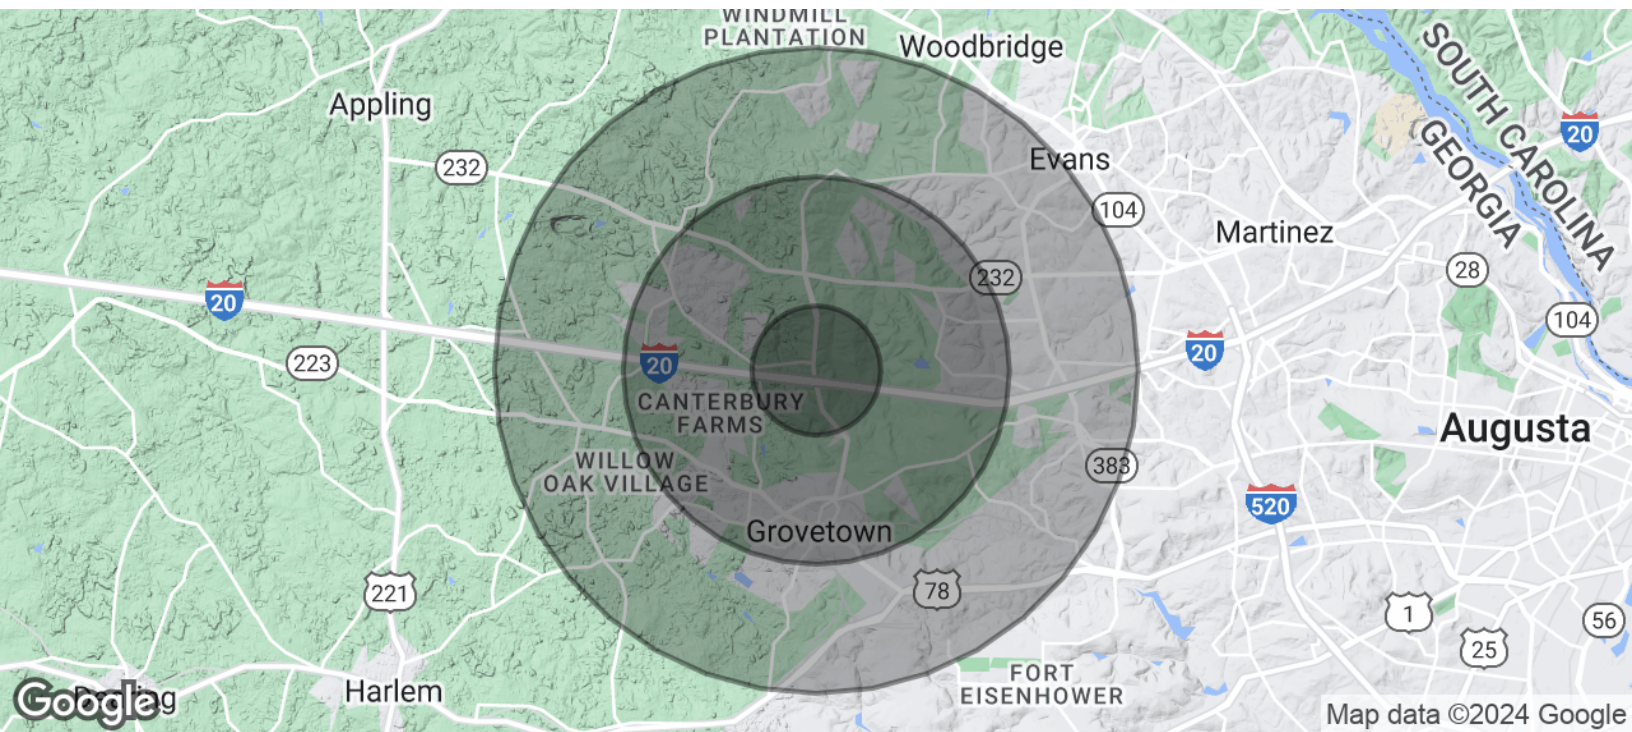 WINDMILL
PLANTATION
Woodbridge
SOUTH CAROLINA
GEORGIA
Appling
20
232
Evans
104
Martinez
232
28
20
104
223
20
20
CANTERBURY
FARMS
Augusta
WILLOW
OAK VILLAGE
383
520
Grovetown
221
78
1
56
25
Harlem
FORT
EISENHOWER
Google
Map data ©2024 Google